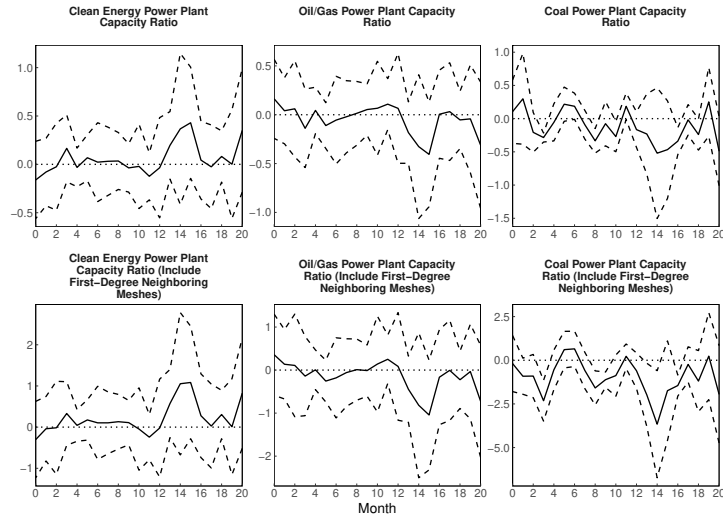 Clean Energy Power Plant
Capacity Ratio
Oil/Gas Power Plant Capacity
Ratio
Coal Power Plant Capacity
Ratio
1.0
0.5
0.0
−0.5
0 2 4 6 8 10 12 14 16 18 20
0.5
0.0
−0.5
−1.0
0 2 4 6 8 10 12 14 16 18 20
1.0
0.5
0.0
−0.5
−1.0
−1.5
0 2 4 6 8 10 12 14 16 18 20
Clean Energy Power Plant
Capacity Ratio (Include
First−Degree Neighboring
Meshes)
Oil/Gas Power Plant Capacity
Ratio (Include First−Degree
Neighboring Meshes)
Coal Power Plant Capacity
Ratio (Include First−Degree
Neighboring Meshes)
2
1
0
−1
0 2 4 6 8 10 12 14 16 18 20
1
0
−1
−2
0 2 4 6 8 10 12 14 16 18 20
2.5
0.0
−2.5
−5.0
0 2 4 6 8 10 12 14 16 18 20
Month